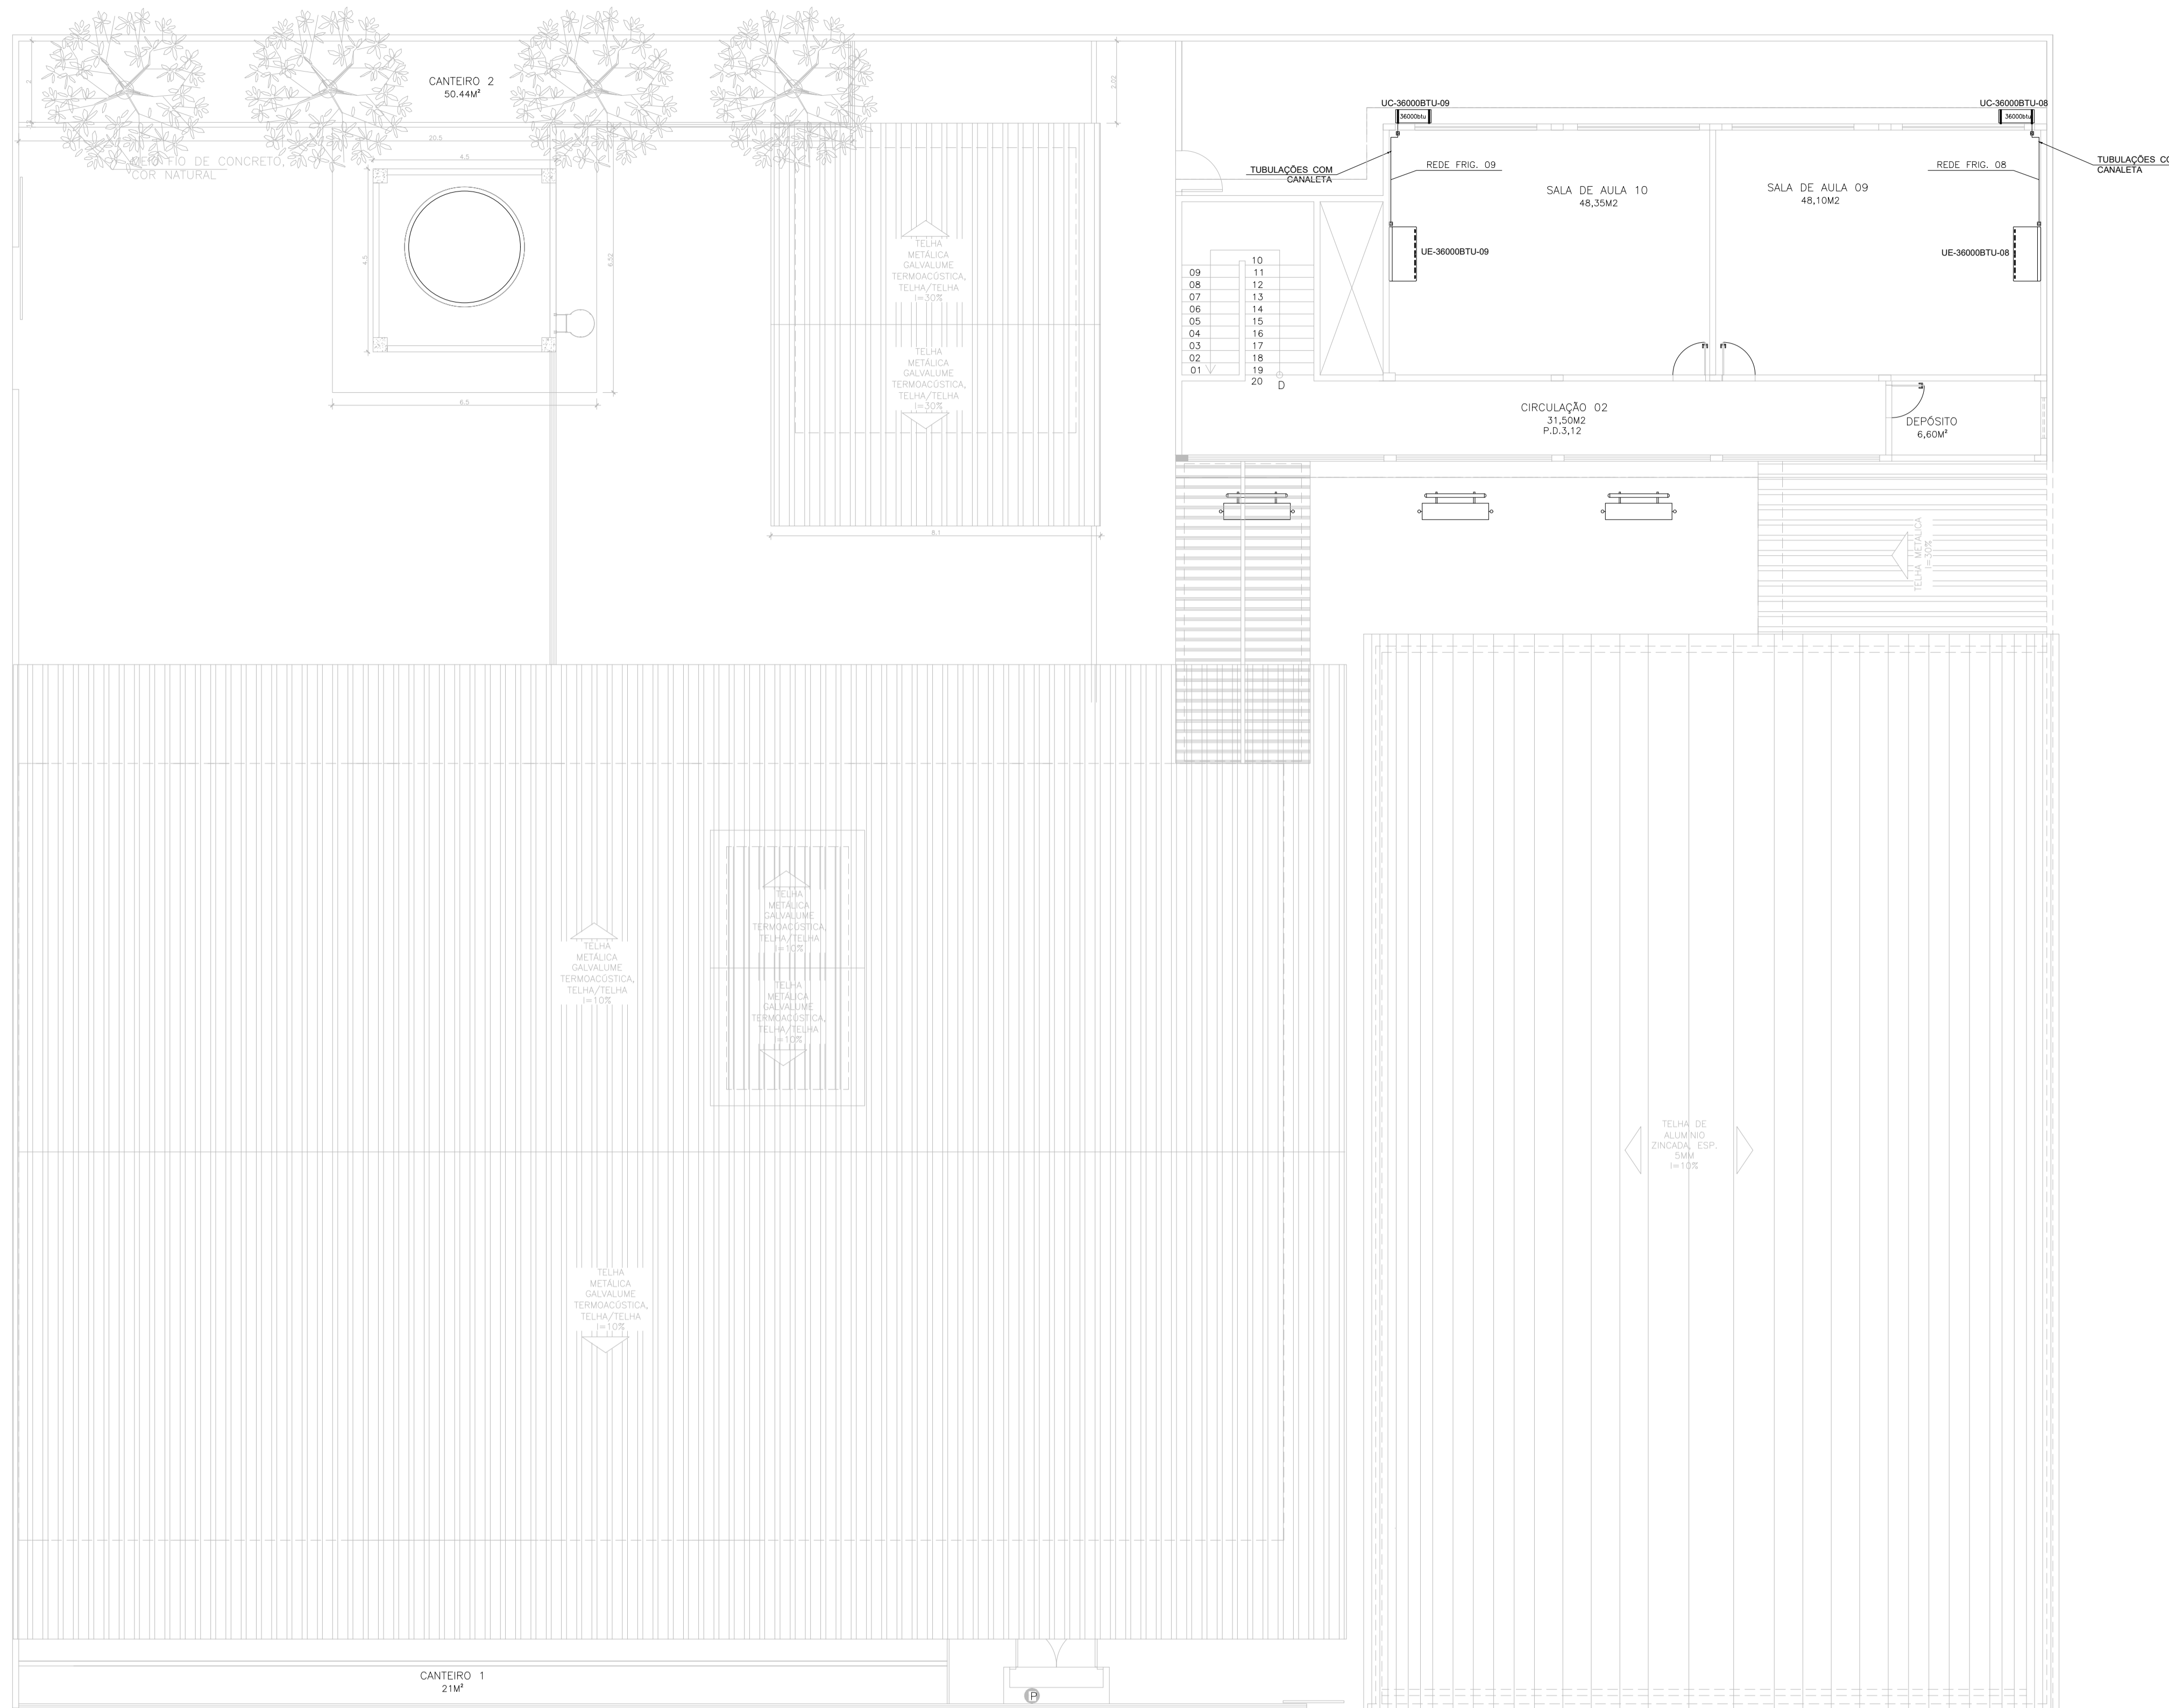 CANTEIRO 2
50.44M²
2
20.5
4.5
4.5
6.52
6.5
2.02
MEIO FIO DE CONCRETO,
COR NATURAL
TELHA
METÁLICA
GALVALUME
TERMOACÚSTICA,
TELHA/TELHA
I=30%
TELHA
METÁLICA
GALVALUME
TERMOACÚSTICA,
TELHA/TELHA
I=30%
8.1
UC-36000BTU-09
36000btu
UC-36000BTU-08
36000btu
TUBULAÇÕES COM
CANALETA
REDE FRIG. 09
REDE FRIG. 08
TUBULAÇÕES CO
CANALETA
SALA DE AULA 10
48,35M2
SALA DE AULA 09
48,10M2
UE-36000BTU-09
UE-36000BTU-08
10
09 11
08 12
07 13
06 14
05 15
04 16
03 17
02 18
01 19
20 D
CIRCULAÇÃO 02
31,50M2
P.D.3,12
DEPÓSITO
6,60M²
TELHA METÁLICA
I=30%
TELHA
METÁLICA
GALVALUME
TERMOACÚSTICA,
TELHA/TELHA
I=10%
TELHA
METÁLICA
GALVALUME
TERMOACÚSTICA,
TELHA/TELHA
I=10%
TELHA
METÁLICA
GALVALUME
TERMOACÚSTICA,
TELHA/TELHA
I=10%
TELHA DE
ALUMÍNIO
ZINCADA, ESP.
5MM
I=10%
TELHA
METÁLICA
GALVALUME
TERMOACÚSTICA,
TELHA/TELHA
I=10%
CANTEIRO 1
21M²
P